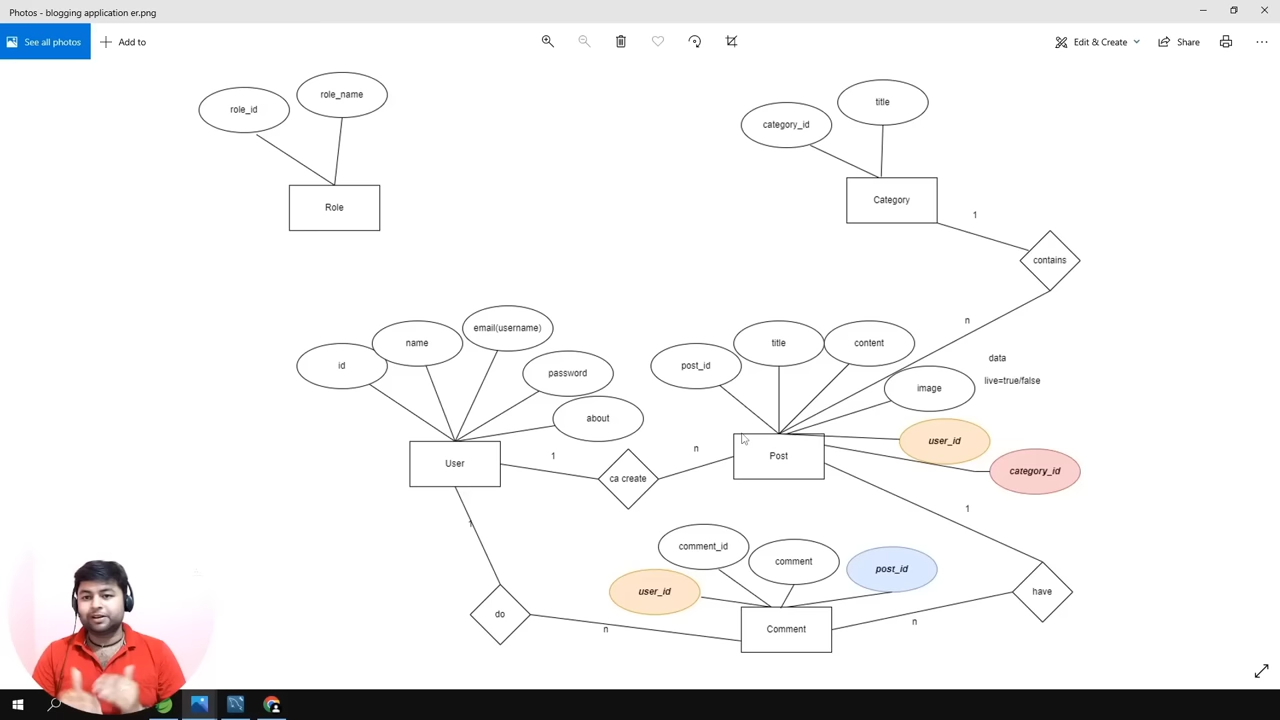 Photos - blogging application er.png
See all photos
Add to
Edit & Create
Share
role_id
role_name
Role
category_id
title
Category
1
contains
n
id
name
email(username)
password
about
User
1
ca create
n
post_id
title
content
image
data
live=true/false
user_id
category_id
Post
1
1
do
n
user_id
comment_id
comment
post_id
Comment
n
have